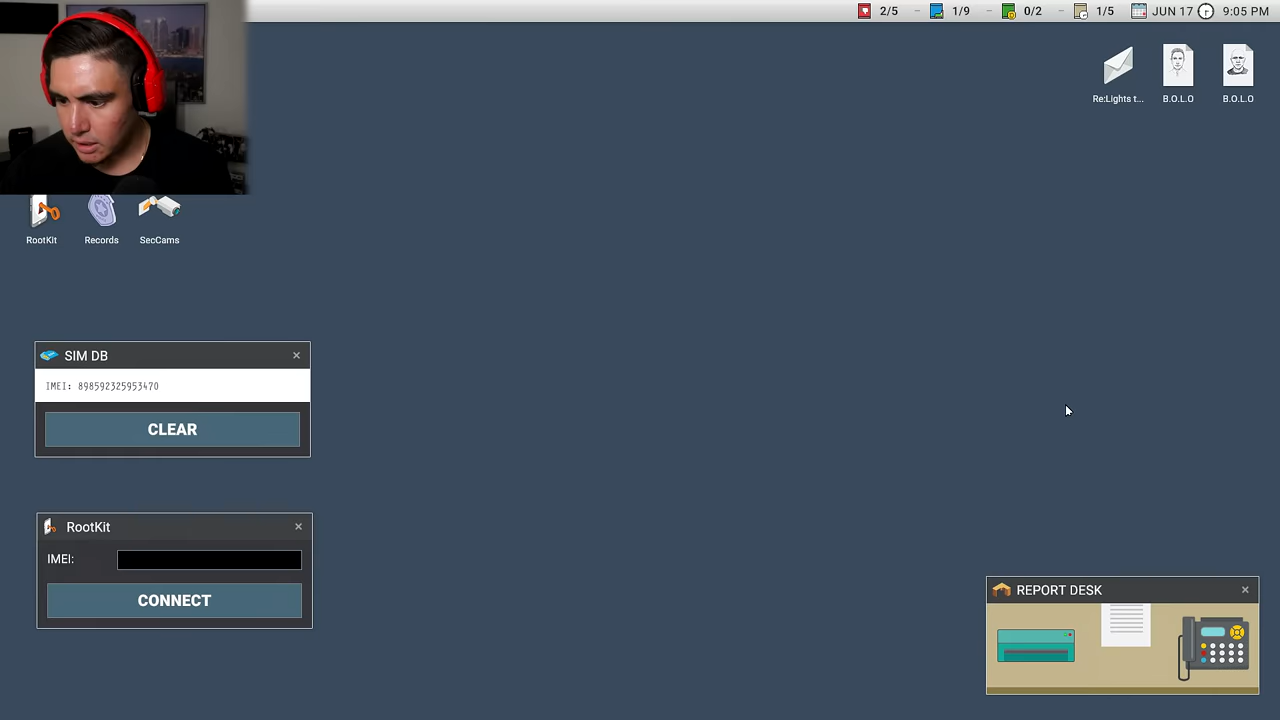 2/5 – 1/9 – 0/2 – 1/5 JUN 17 9:05 PM
Re:Lights t... B.O.L.O B.O.L.O
RootKit Records SecCams
SIM DB ×
IMEI: 898592325953470
CLEAR
RootKit ×
IMEI:
CONNECT
REPORT DESK ×